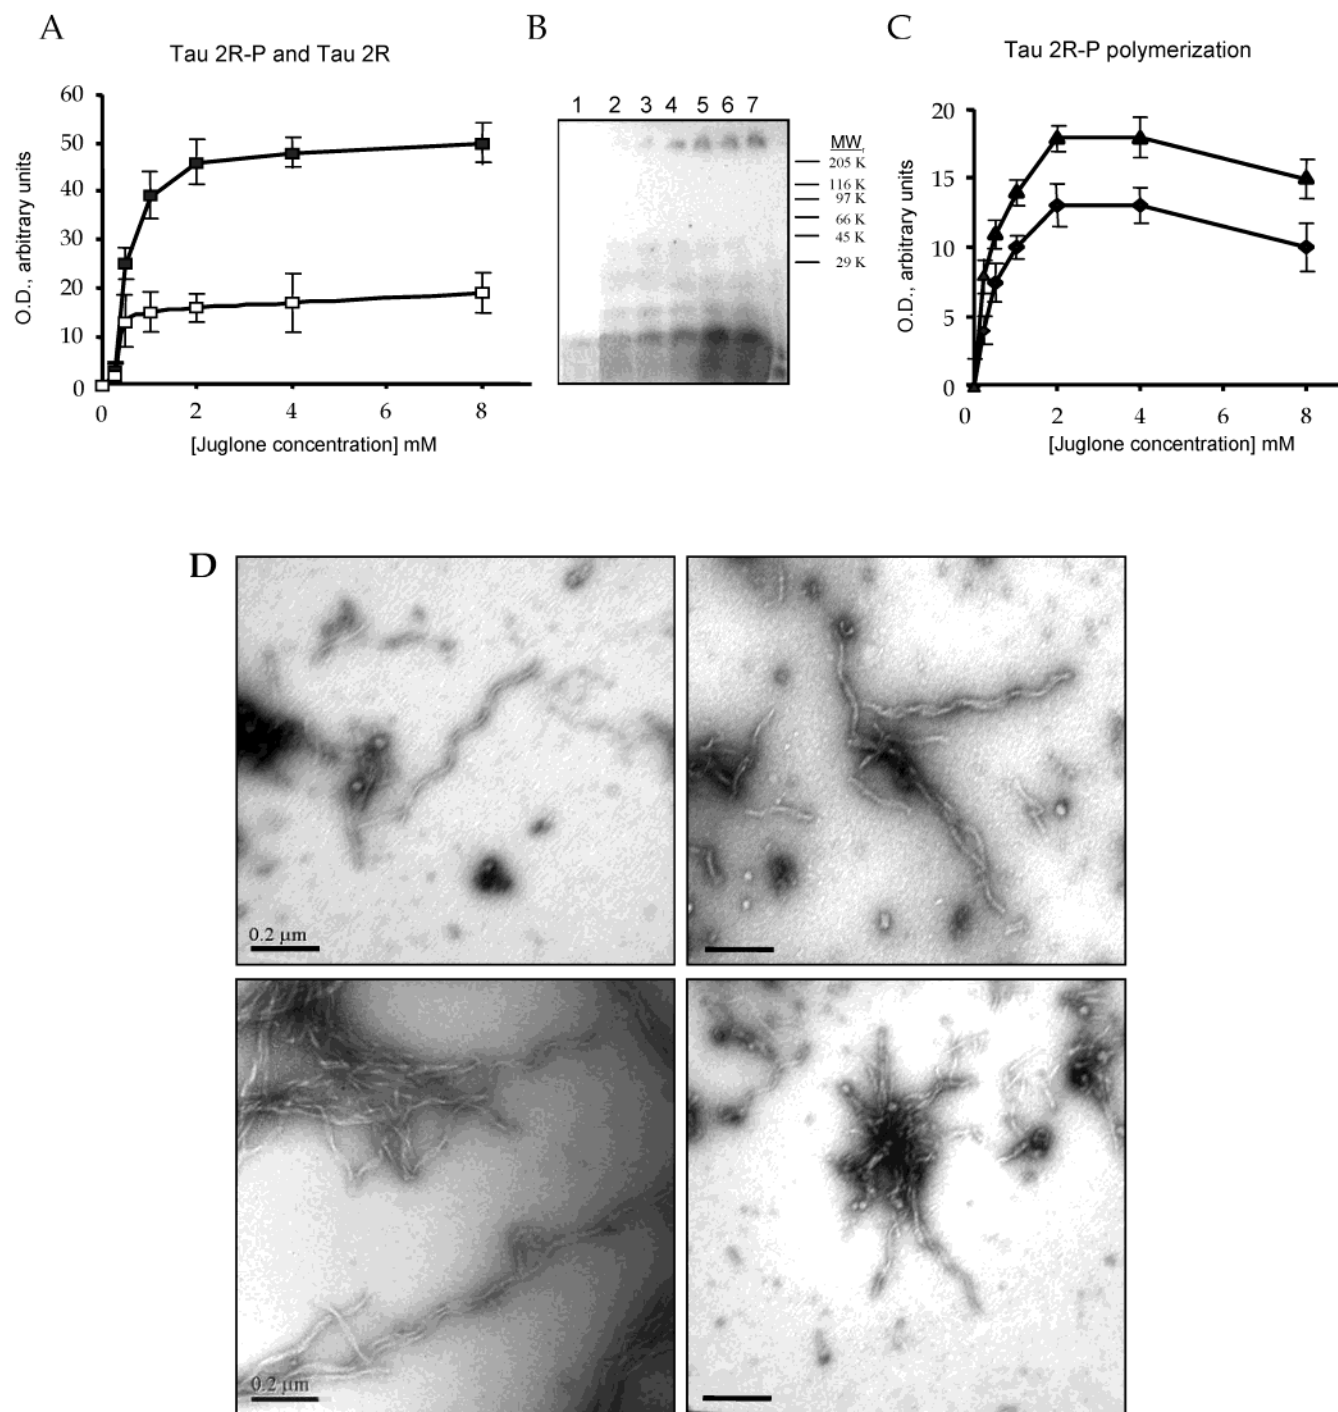 A
Tau 2R-P and Tau 2R
60
50
40
30
20
10
0
O.D., arbitrary units
0 2 4 6 8
[Juglone concentration] mM
B
1 2 3 4 5 6 7
MWr
205 K
116 K
97 K
66 K
45 K
29 K
C
Tau 2R-P polymerization
20
15
10
5
0
O.D., arbitrary units
0 2 4 6 8
[Juglone concentration] mM
D
0.2 μm
0.2 μm